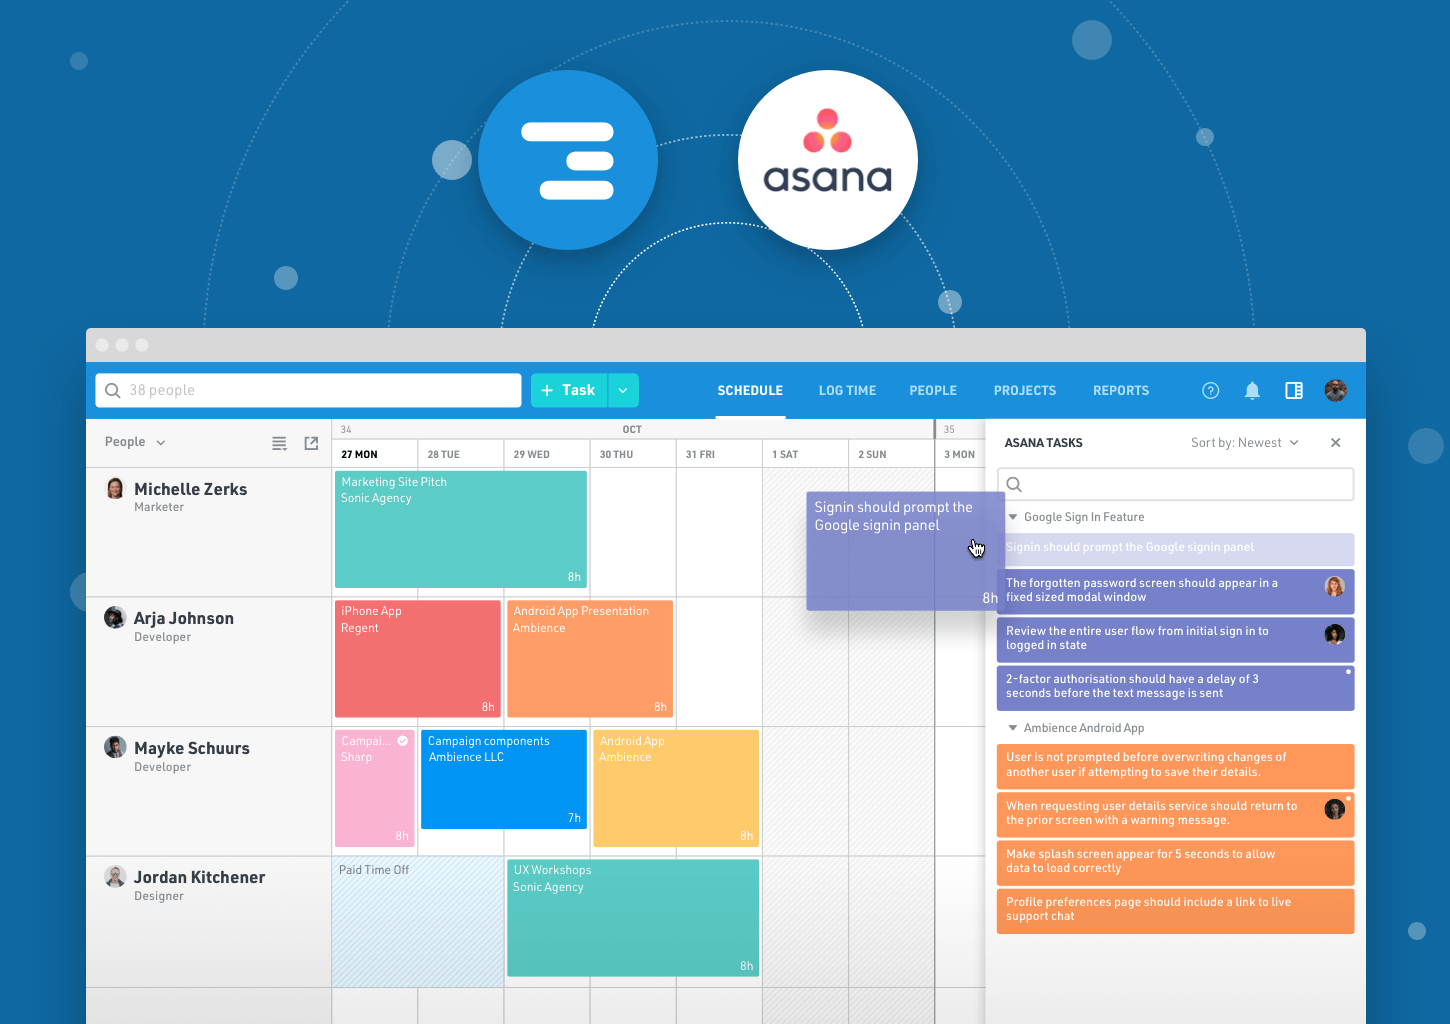 asana
38 people
+ Task
SCHEDULE
LOG TIME
PEOPLE
PROJECTS
REPORTS
?
People
34
OCT
35
27 MON
28 TUE
29 WED
30 THU
31 FRI
1 SAT
2 SUN
3 MON
Michelle Zerks
Marketer
Marketing Site Pitch
Sonic Agency
8h
Signin should prompt the
Google signin panel
8h
Arja Johnson
Developer
iPhone App
Regent
8h
Android App Presentation
Ambience
8h
Mayke Schuurs
Developer
Campai...
Sharp
8h
Campaign components
Ambience LLC
7h
Android App
Ambience
8h
Jordan Kitchener
Designer
Paid Time Off
UX Workshops
Sonic Agency
8h
ASANA TASKS
Sort by: Newest
Google Sign In Feature
Signin should prompt the Google signin panel
The forgotten password screen should appear in a
fixed sized modal window
Review the entire user flow from initial sign in to
logged in state
2-factor authorisation should have a delay of 3
seconds before the text message is sent
Ambience Android App
User is not prompted before overwriting changes of
another user if attempting to save their details.
When requesting user details service should return to
the prior screen with a warning message.
Make splash screen appear for 5 seconds to allow
data to load correctly
Profile preferences page should include a link to live
support chat